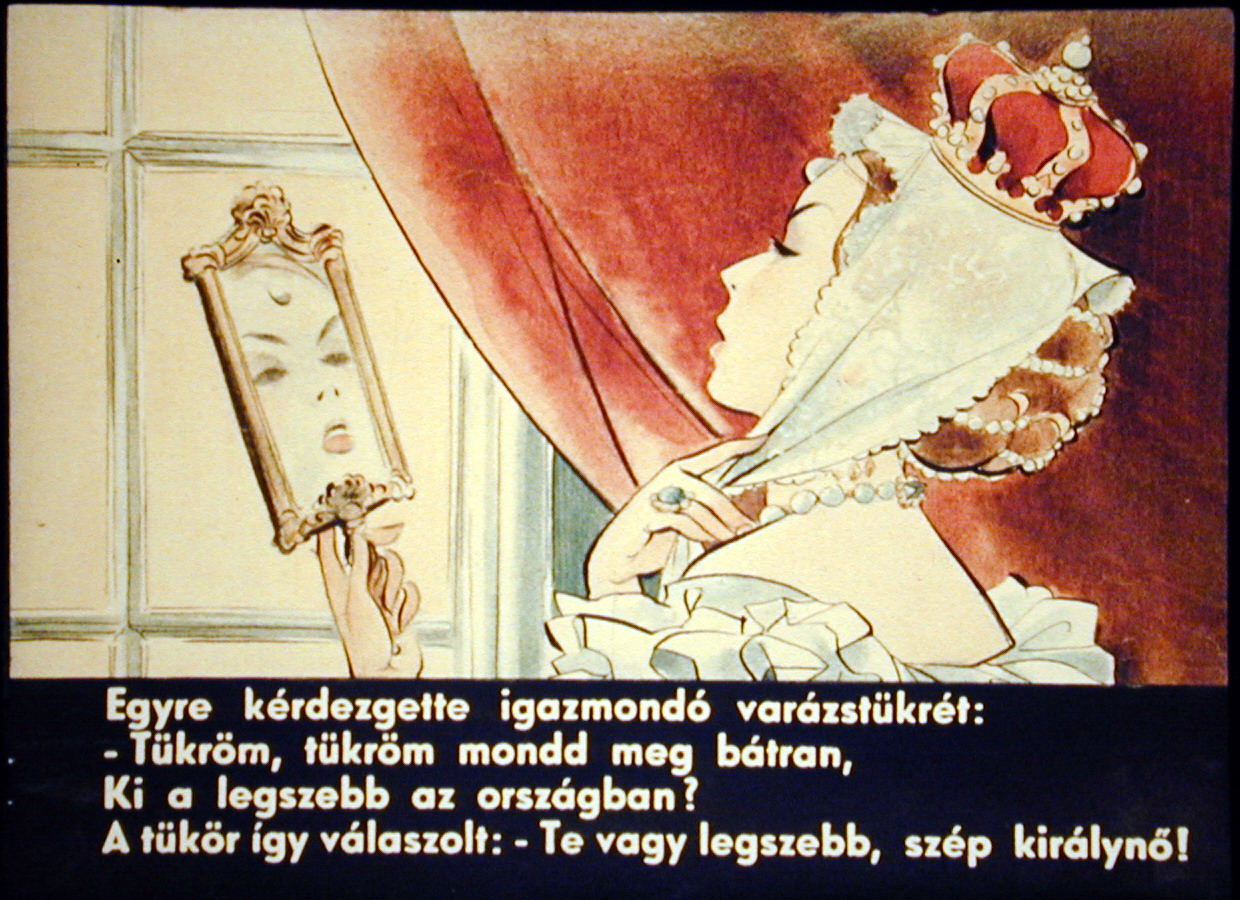 Egyre kérdezgette igazmondó varázstükrét:
- Tükröm, tükröm mondd meg bátran,
Ki a legszebb az országban?
A tükör így válaszolt: - Te vagy legszebb, szép királynő!